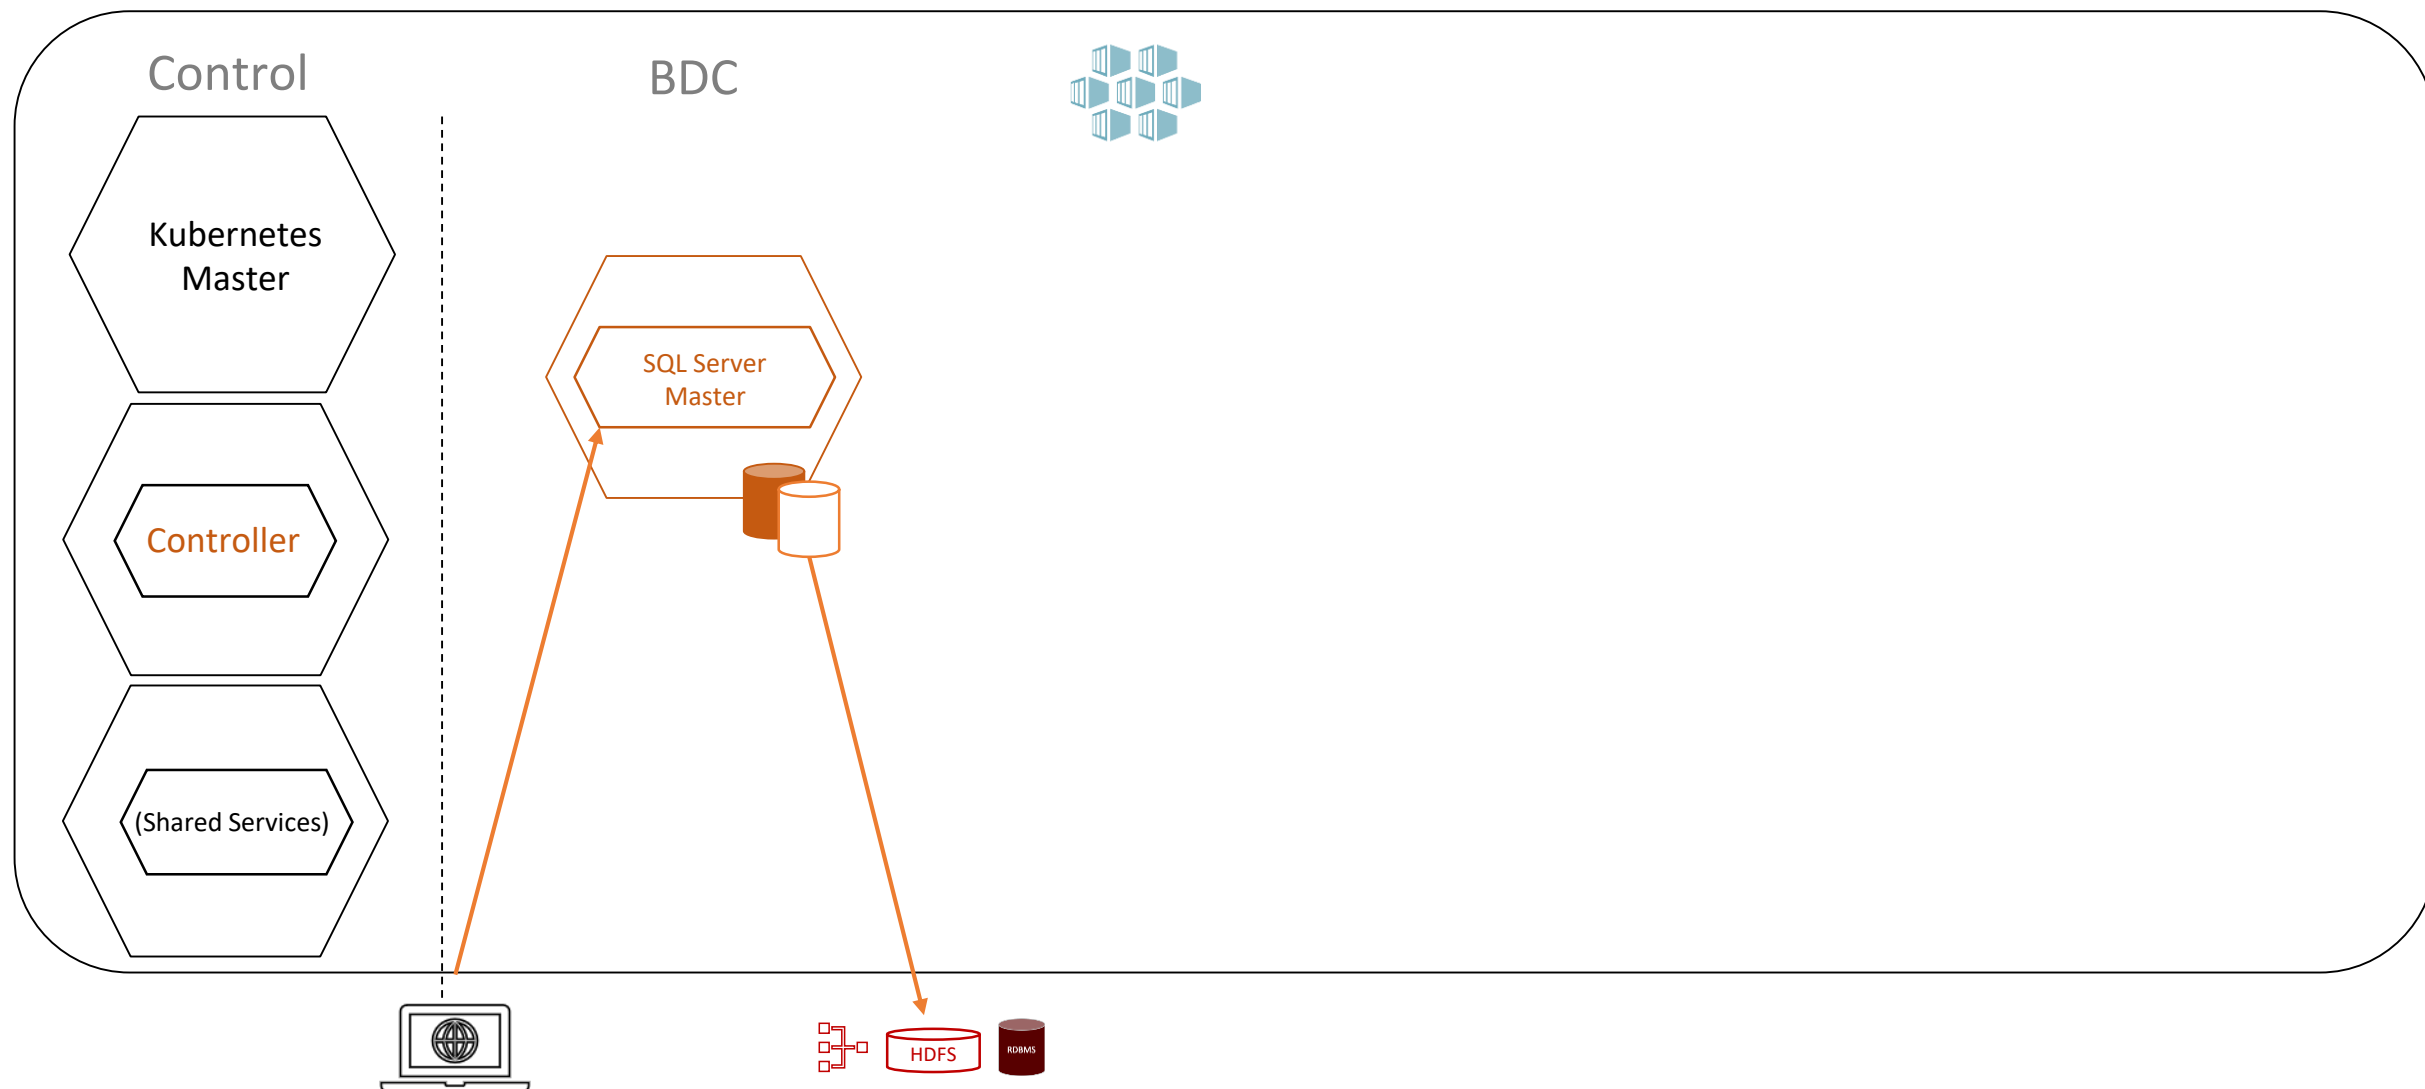 Control
BDC
Kubernetes
Master
SQL Server
Master
Controller
(Shared Services)
HDFS
RDBMS